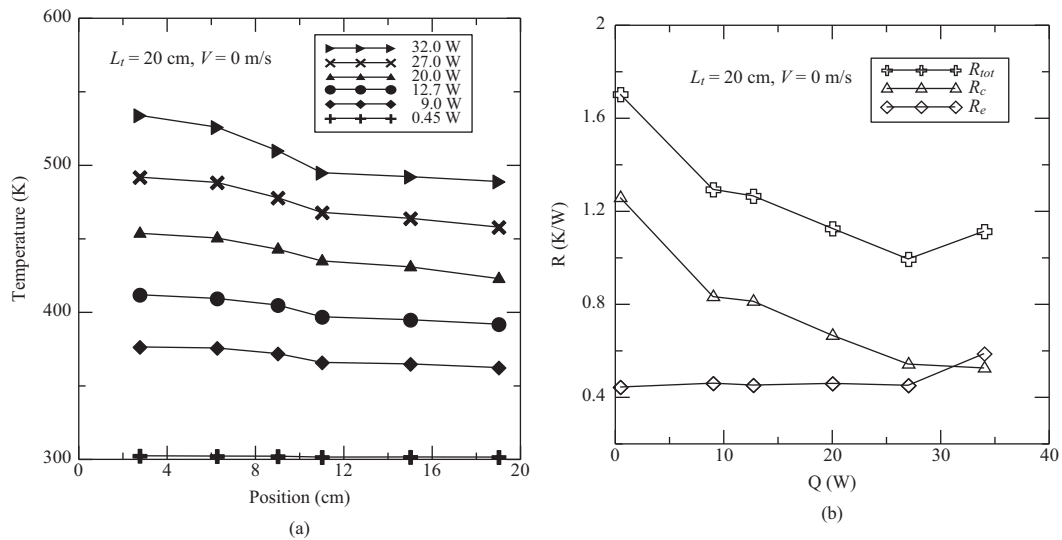 600
500
400
300
Temperature (K)
L_t = 20 cm, V = 0 m/s
32.0 W
27.0 W
20.0 W
12.7 W
9.0 W
0.45 W
0 4 8 12 16 20
Position (cm)
(a)
2
1.6
1.2
0.8
0.4
R (K/W)
L_t = 20 cm, V = 0 m/s
R_tot
R_c
R_e
0 10 20 30 40
Q (W)
(b)